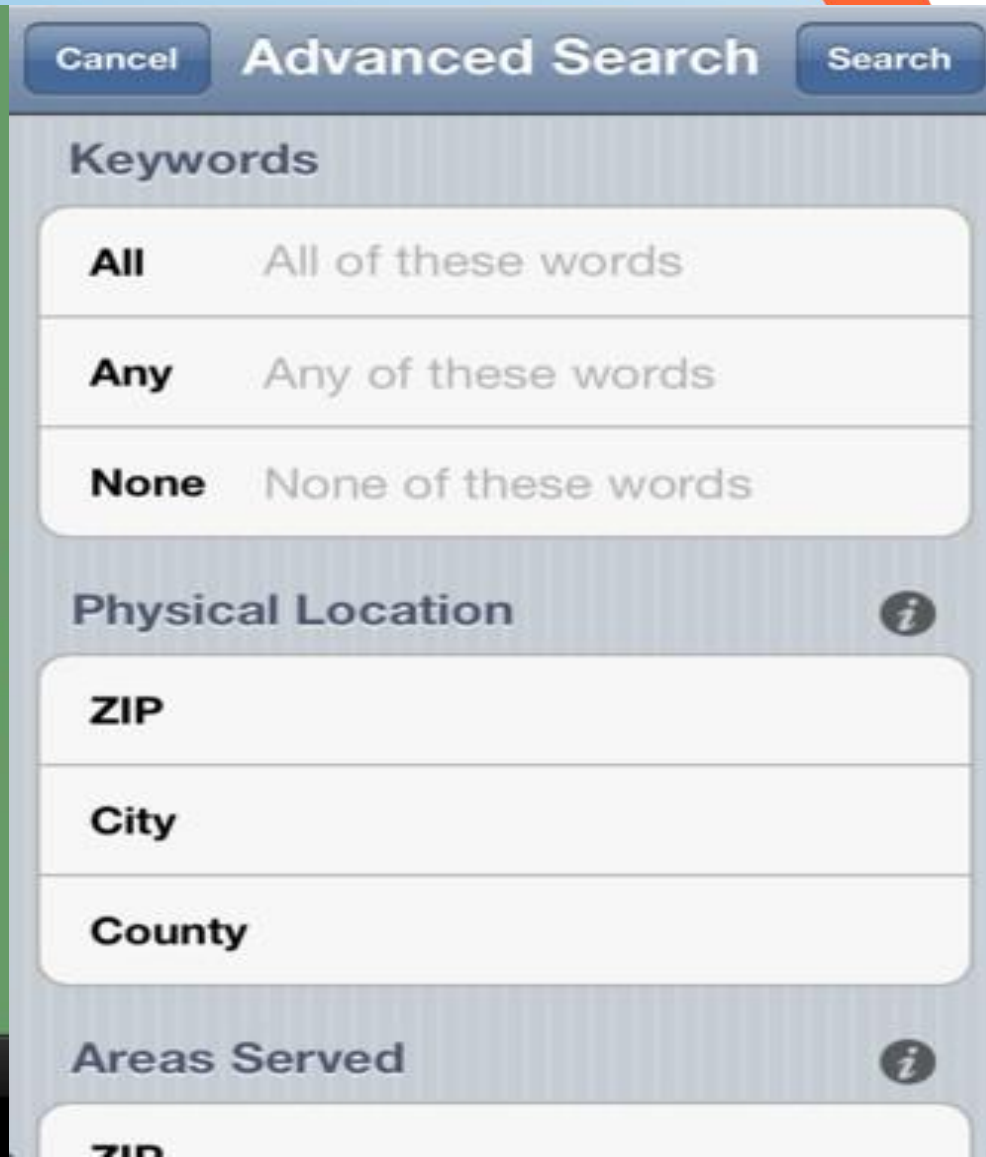 Cancel Advanced Search Search
Keywords
All All of these words
Any Any of these words
None None of these words
Physical Location
ZIP
City
County
Areas Served
ZIP